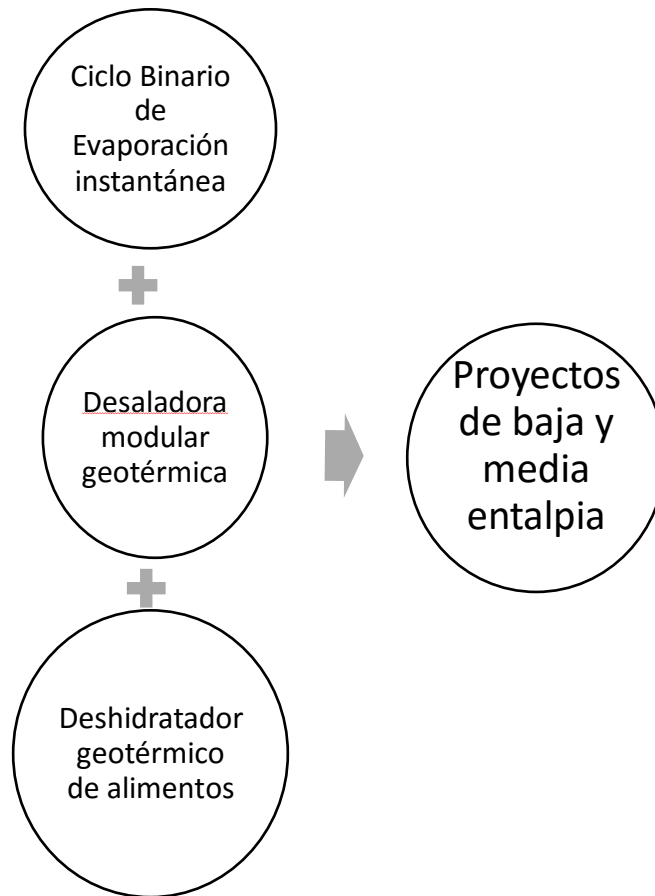 Ciclo Binario
de
Evaporación
instantánea
Desaladora
modular
geotérmica
Deshidratador
geotérmico
de alimentos
Proyectos
de baja y
media
entalpia